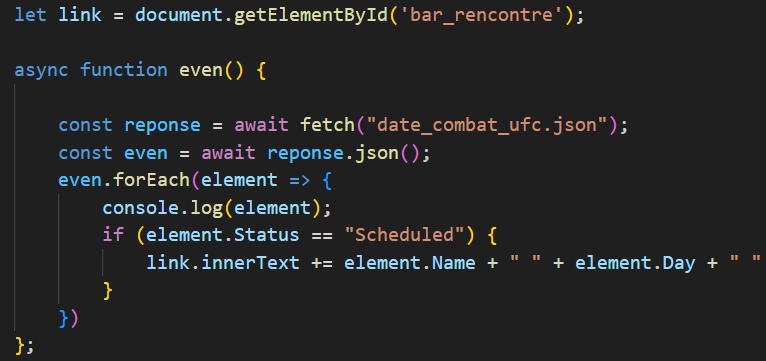 let link = document.getElementById('bar_rencontre');
async function even() {
const reponse = await fetch("date_combat_ufc.json");
const even = await reponse.json();
even.forEach(element => {
console.log(element);
if (element.Status == "Scheduled") {
link.innerText += element.Name + " " + element.Day + " "
}
})
};